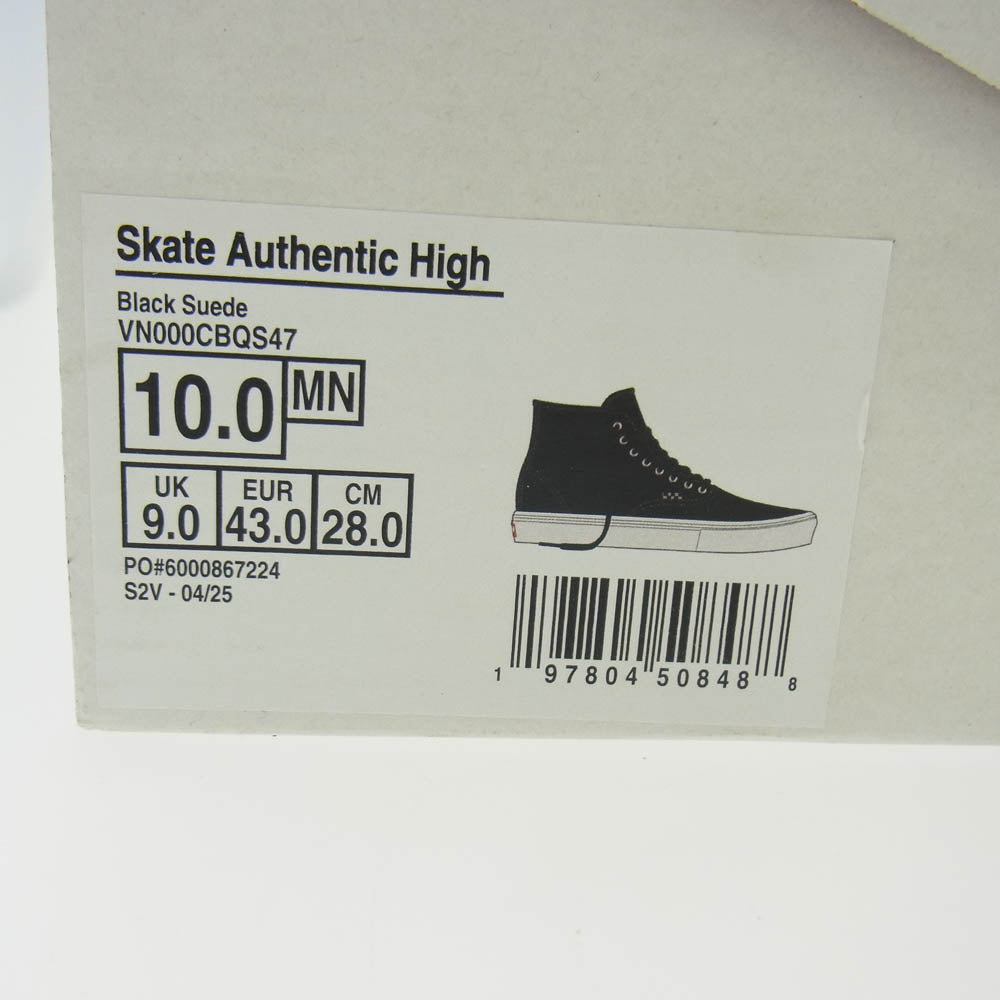 Skate Authentic High
Black Suede
VN000CBQS47
10.0 MN
UK EUR CM
9.0 43.0 28.0
PO#6000867224
S2V - 04/25
1 97804 50848 8